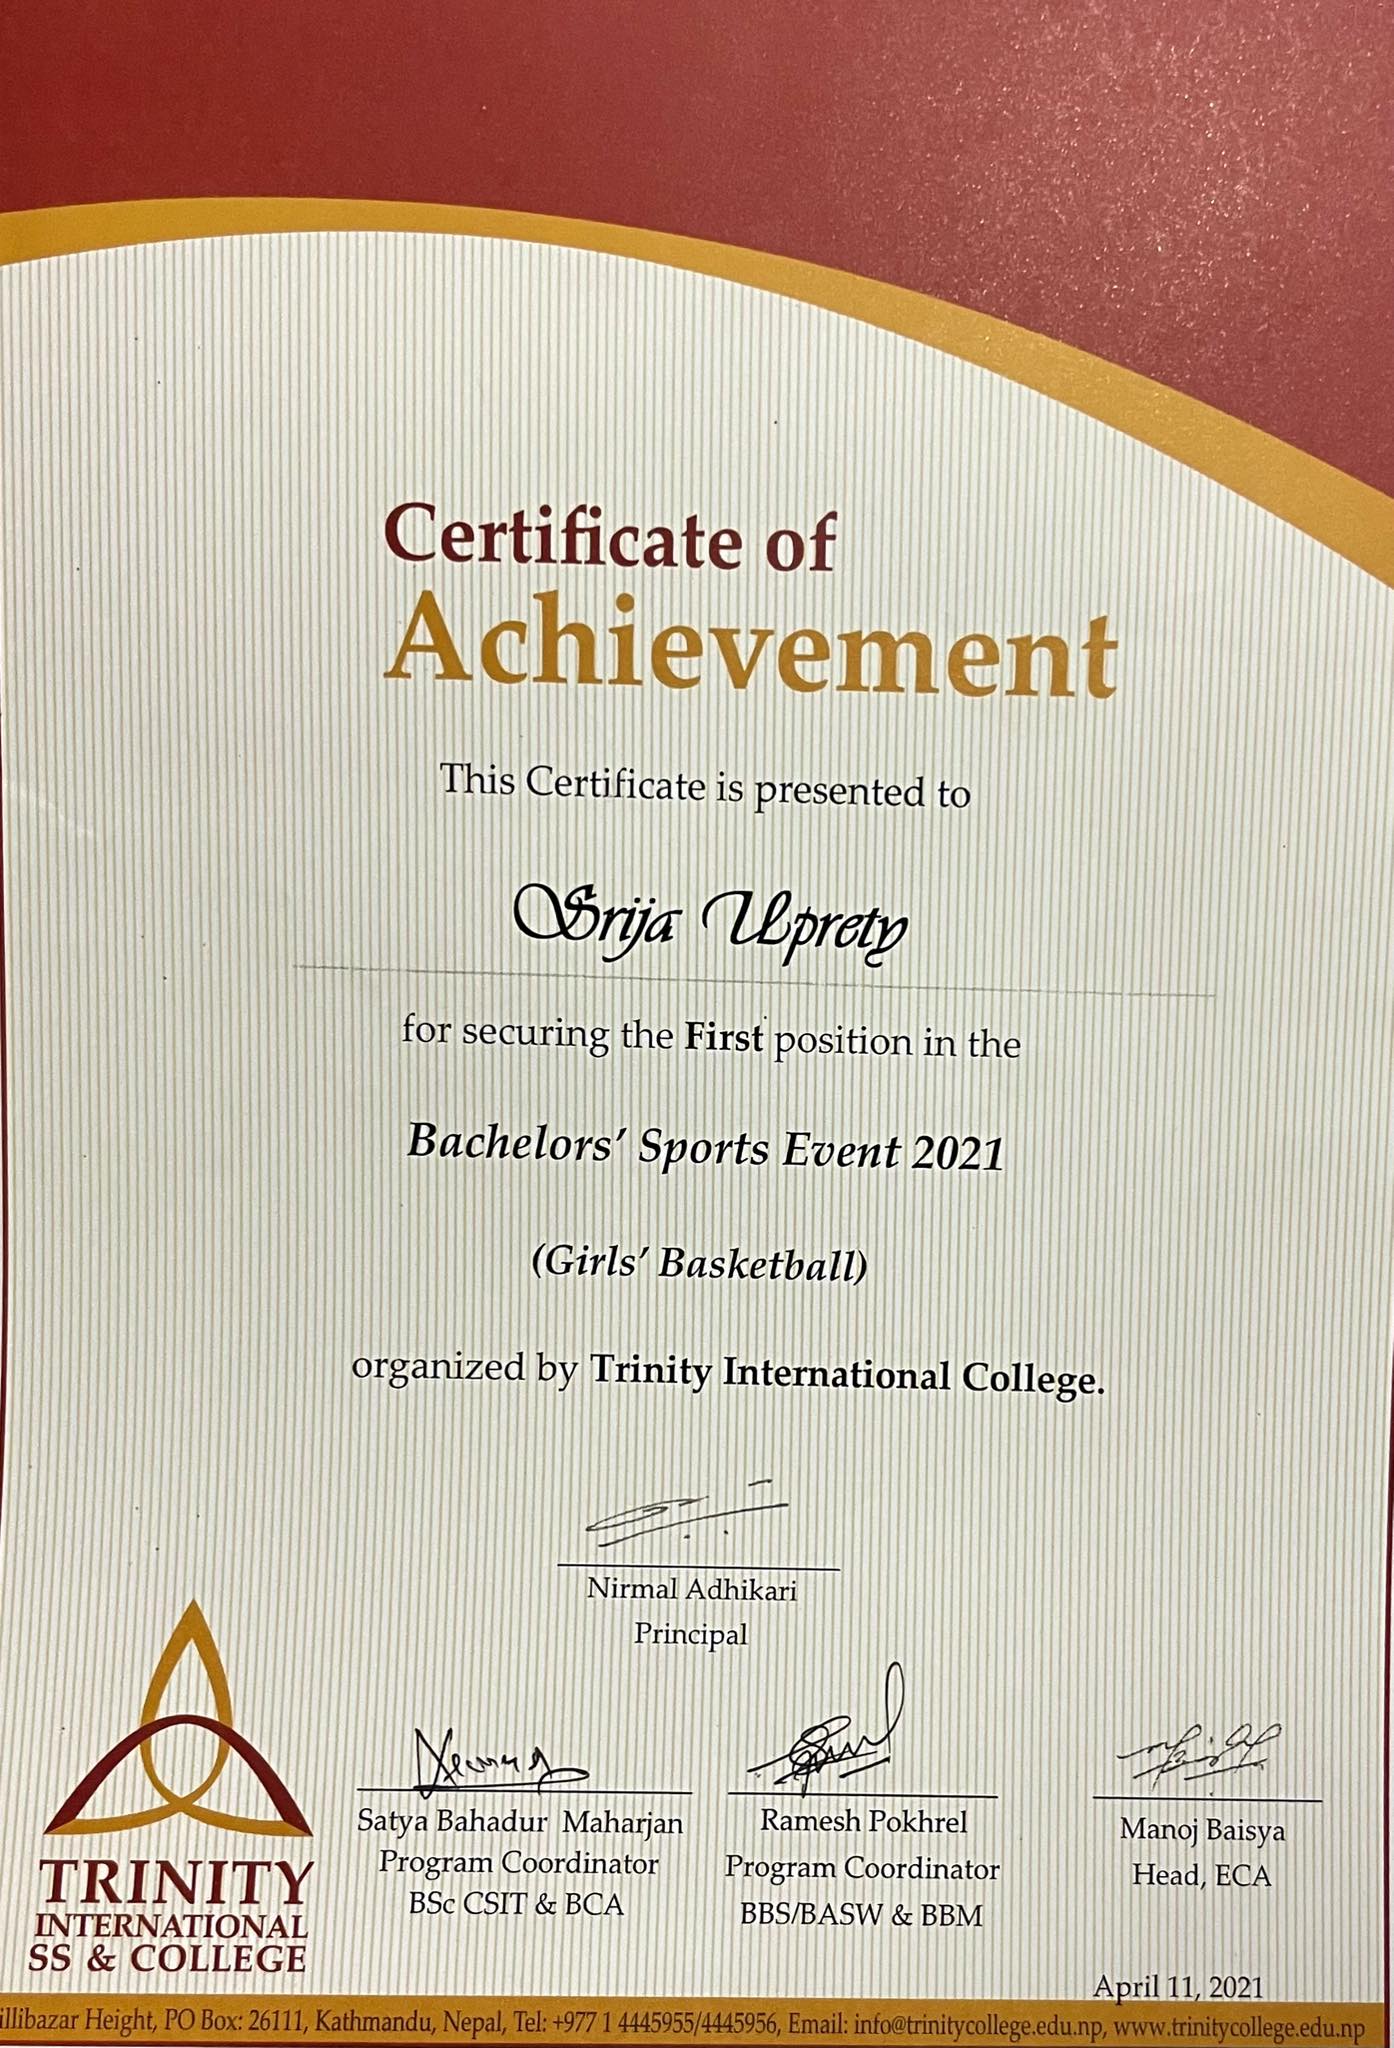 Certificate of
Achievement
This Certificate is presented to
Srija Uprety
for securing the First position in the
Bachelors' Sports Event 2021
(Girls' Basketball)
organized by Trinity International College.
Nirmal Adhikari
Principal
Satya Bahadur Maharjan
Program Coordinator
BSc CSIT & BCA
Ramesh Pokhrel
Program Coordinator
BBS/BASW & BBM
Manoj Baisya
Head, ECA
TRINITY
INTERNATIONAL
SS & COLLEGE
April 11, 2021
illibazar Height, PO Box: 26111, Kathmandu, Nepal, Tel: +977 1 4445955/4445956, Email: info@trinitycollege.edu.np, www.trinitycollege.edu.np